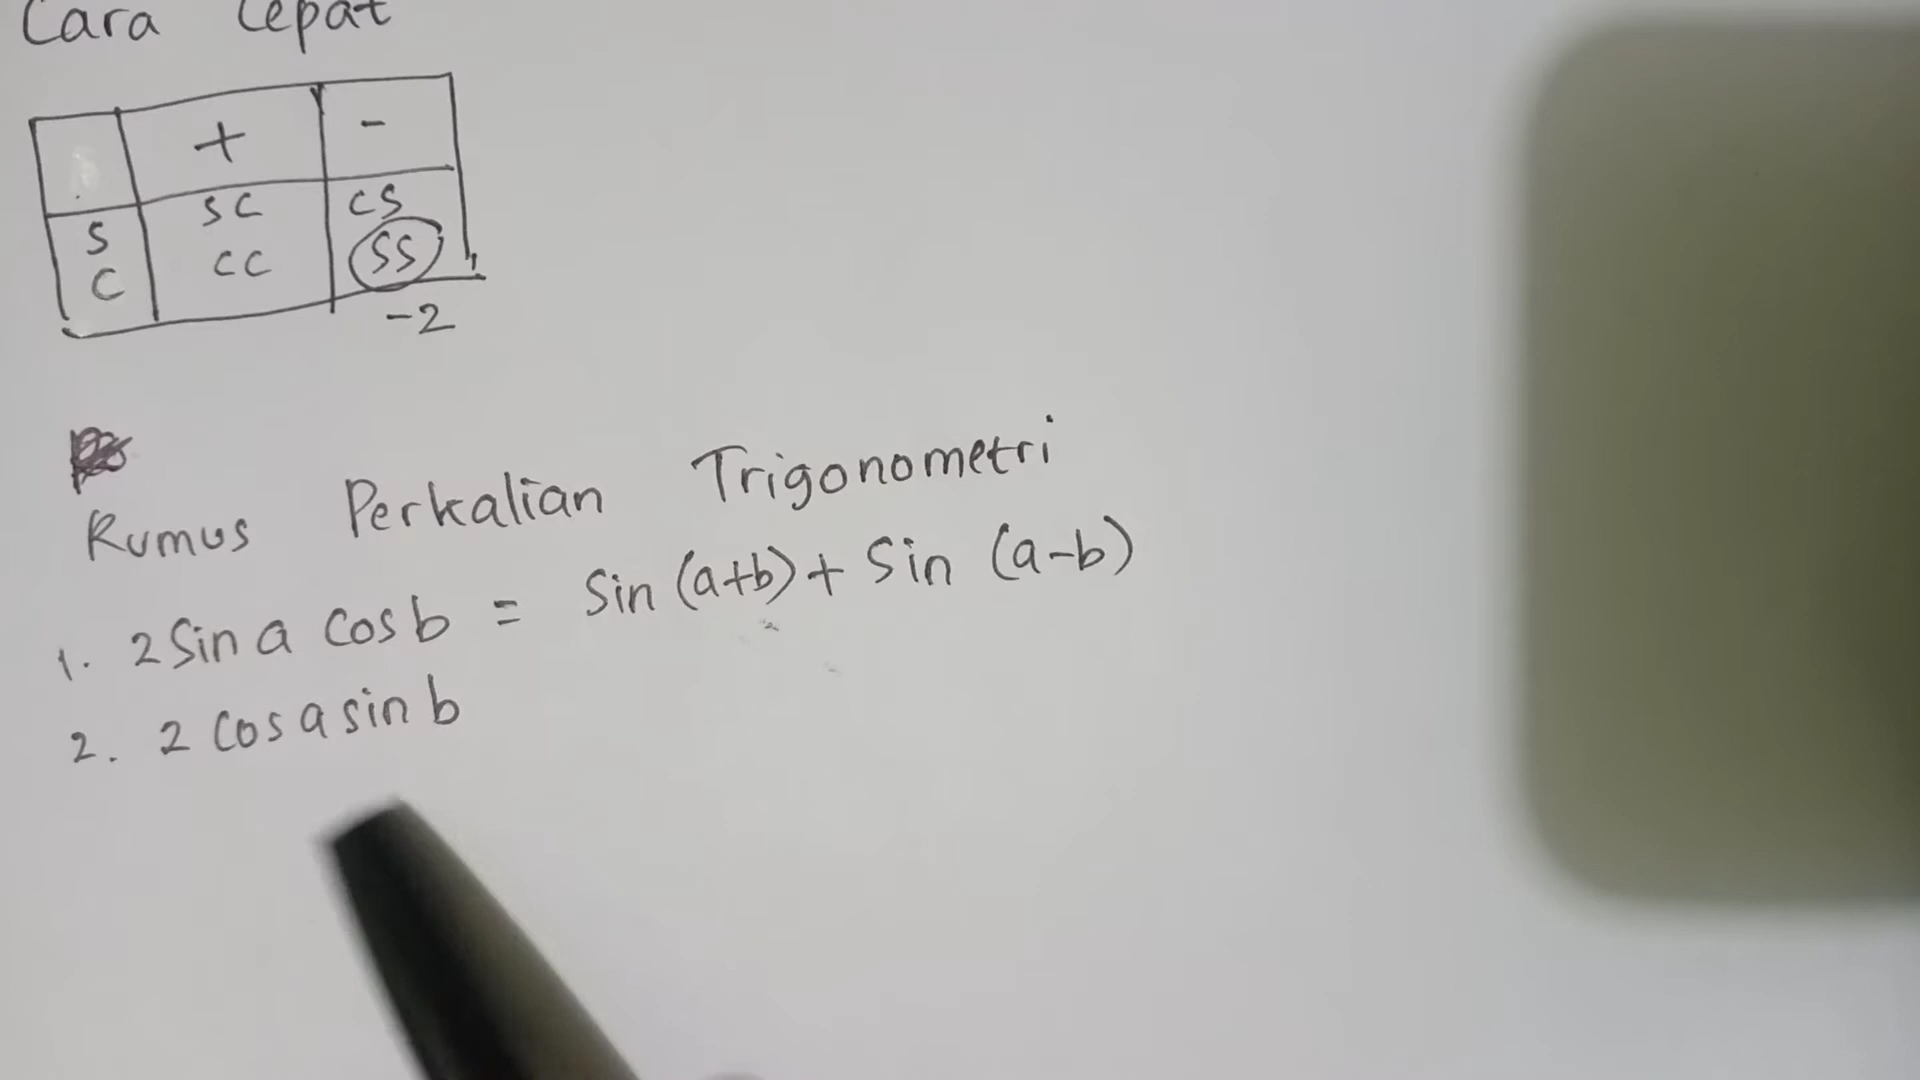 Cara Cepat
+ -
S SC CS
C CC SS
-2
Rumus Perkalian Trigonometri
1. 2 Sin a cos b = Sin (a+b) + Sin (a-b)
2. 2 cos a sin b